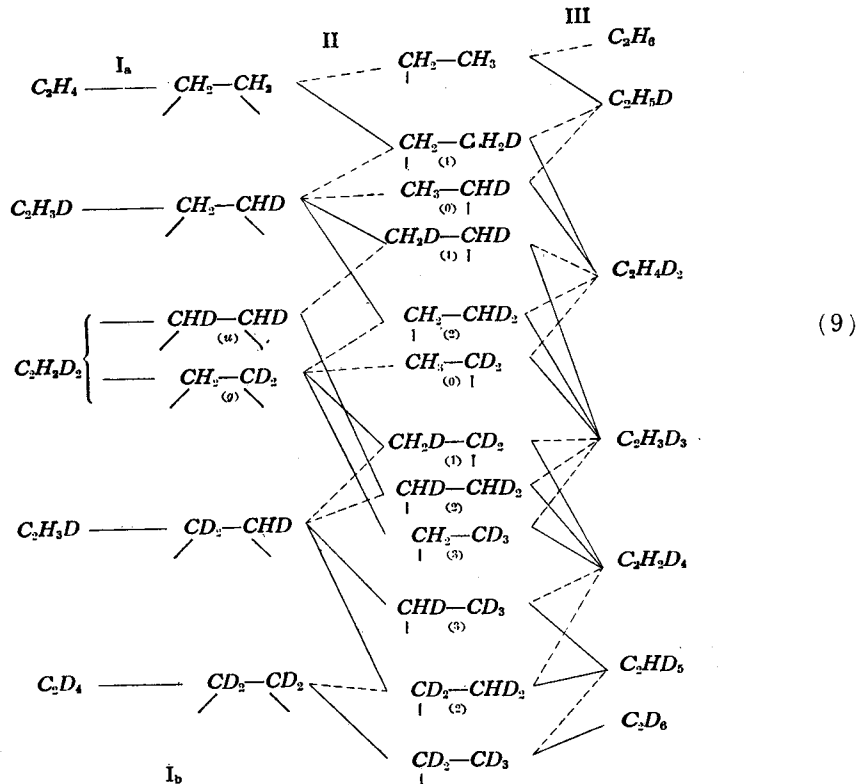 III
II
C₂H₆
Iₐ
CH₂—CH₃
C₂H₄ CH₂—CH₂
C₂H₅D
CH₂—CH₂D
(1)
CH₃—CHD
(0)
C₂H₃D CH₂—CHD
CH₂D—CHD
(1)
C₂H₄D₂
CHD—CHD
(u)
CH₂—CHD₂
(2)
(9)
C₂H₂D₂
CH₂—CD₂
(g)
CH₃—CD₂
(0)
CH₂D—CD₂
(1)
C₂H₃D₃
CHD—CHD₂
(2)
C₂H₃D CD₂—CHD
CH₂—CD₃
(3)
C₂H₂D₄
CHD—CD₃
(3)
C₂HD₅
C₂D₄ CD₂—CD₂
CD₂—CHD₂
(2)
C₂D₆
CD₂—CD₃
I_b